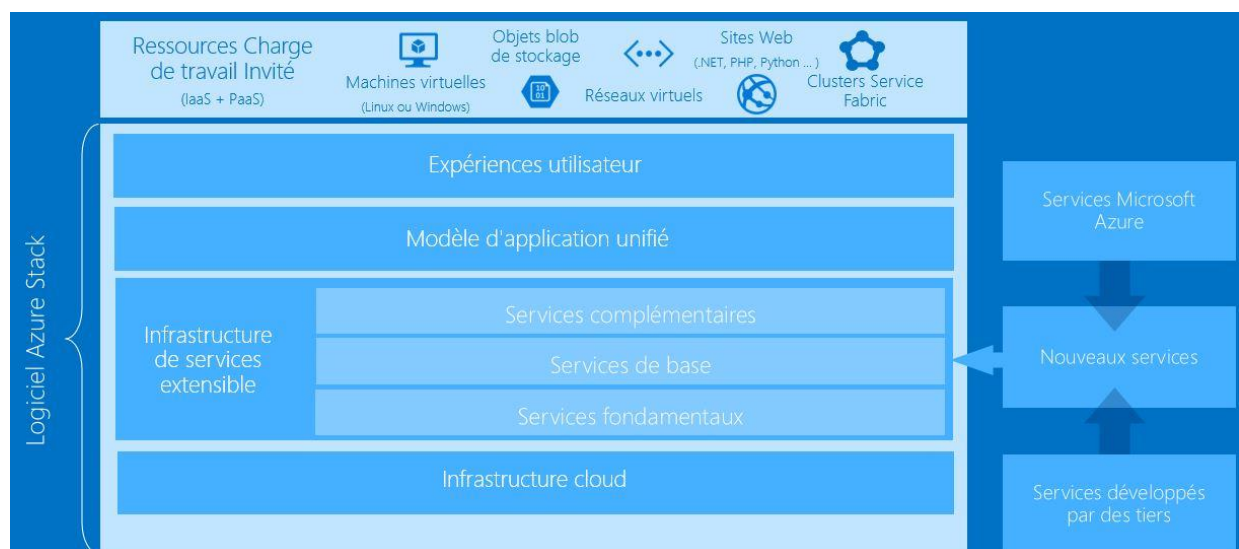 Ressources Charge
de travail Invité
(IaaS + PaaS)
Machines virtuelles
(Linux ou Windows)
Objets blob
de stockage
Réseaux virtuels
Sites Web
(.NET, PHP, Python ... )
Clusters Service
Fabric
Logiciel Azure Stack
Expériences utilisateur
Modèle d'application unifié
Infrastructure
de services
extensible
Services complémentaires
Services de base
Services fondamentaux
Infrastructure cloud
Services Microsoft
Azure
Nouveaux services
Services développés
par des tiers